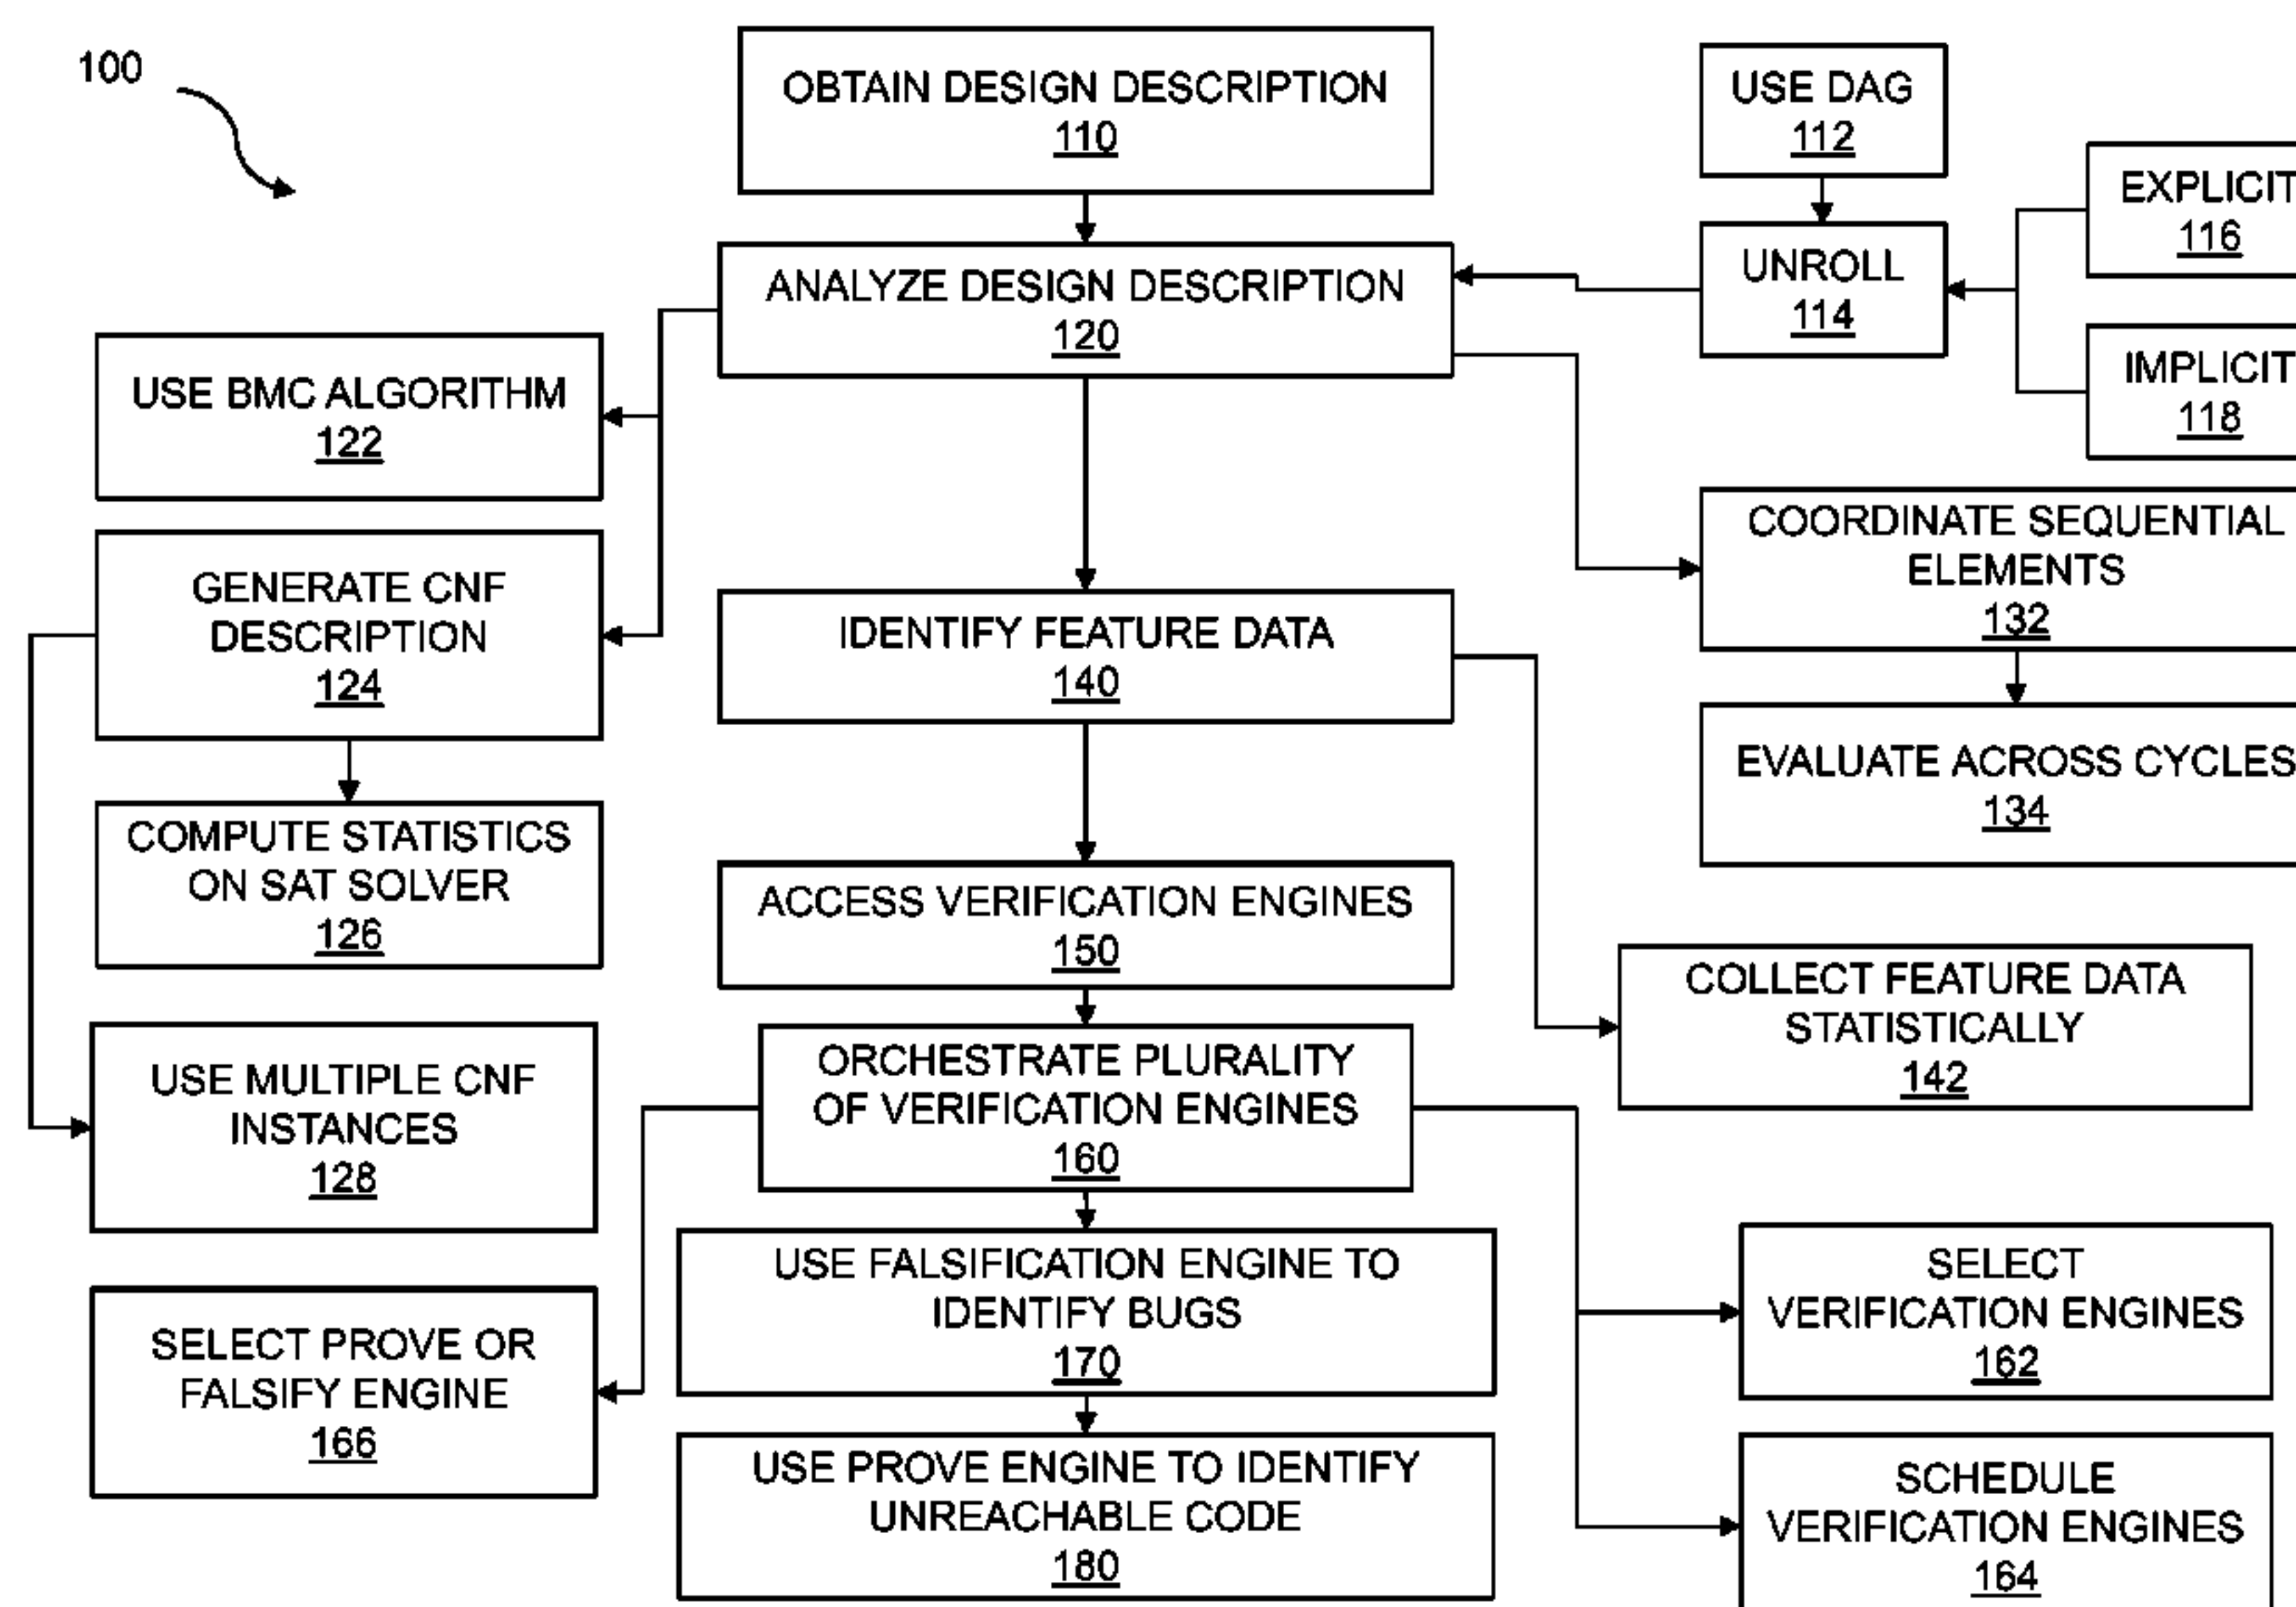 100
OBTAIN DESIGN DESCRIPTION
110
USE DAG
112
EXPLICIT
116
ANALYZE DESIGN DESCRIPTION
120
UNROLL
114
IMPLICIT
118
USE BMC ALGORITHM
122
COORDINATE SEQUENTIAL
ELEMENTS
132
GENERATE CNF
DESCRIPTION
124
IDENTIFY FEATURE DATA
140
EVALUATE ACROSS CYCLES
134
COMPUTE STATISTICS
ON SAT SOLVER
126
ACCESS VERIFICATION ENGINES
150
COLLECT FEATURE DATA
STATISTICALLY
142
USE MULTIPLE CNF
INSTANCES
128
ORCHESTRATE PLURALITY
OF VERIFICATION ENGINES
160
SELECT PROVE OR
FALSIFY ENGINE
166
USE FALSIFICATION ENGINE TO
IDENTIFY BUGS
170
SELECT
VERIFICATION ENGINES
162
USE PROVE ENGINE TO IDENTIFY
UNREACHABLE CODE
180
SCHEDULE
VERIFICATION ENGINES
164